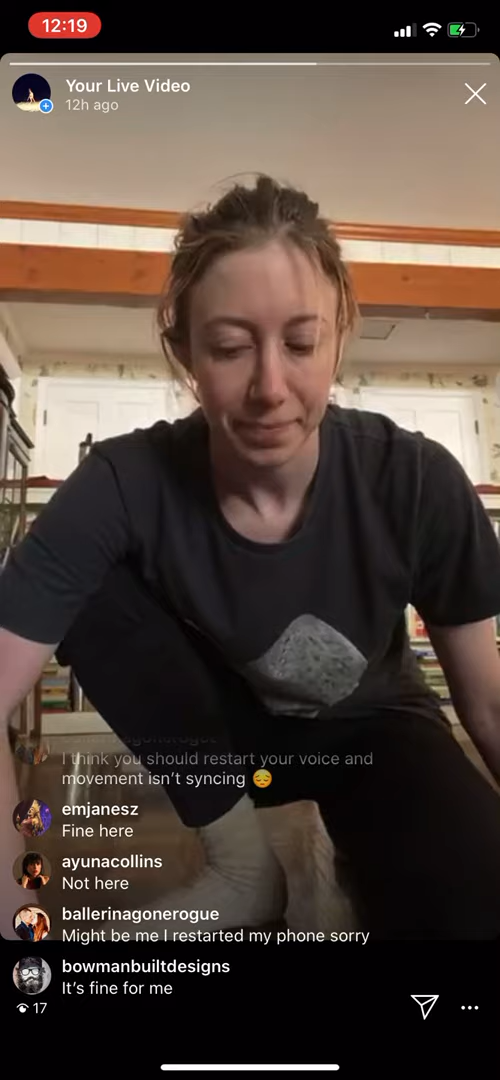 12:19
Your Live Video
12h ago
I think you should restart your voice and
movement isn't syncing 😔
emjanesz
Fine here
ayunacollins
Not here
ballerinagonerogue
Might be me I restarted my phone sorry
bowmanbuiltdesigns
It's fine for me
17